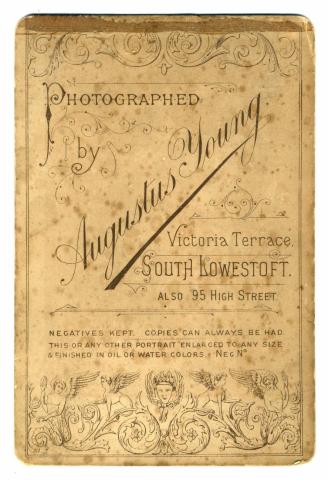 PHOTOGRAPHED
by
Augustus Young.
Victoria Terrace,
SOUTH LOWESTOFT.
ALSO 95 HIGH STREET.
NEGATIVES KEPT. COPIES CAN ALWAYS BE HAD
THIS OR ANY OTHER PORTRAIT ENLARGED TO ANY SIZE
& FINISHED IN OIL OR WATER COLORS • NEG Nº